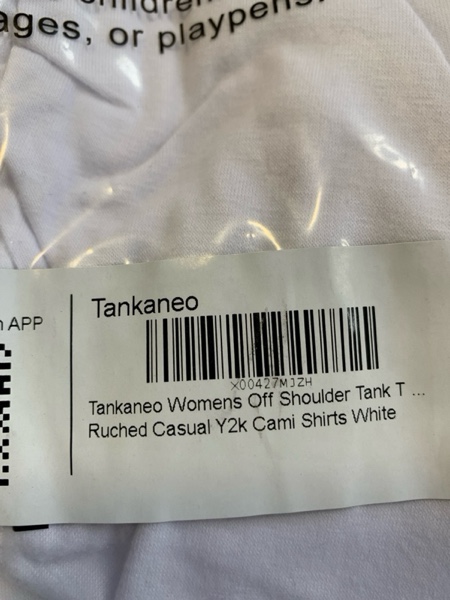 ages, or playpens.
Tankaneo
APP
X00427MJZH
Tankaneo Womens Off Shoulder Tank T ...
Ruched Casual Y2k Cami Shirts White